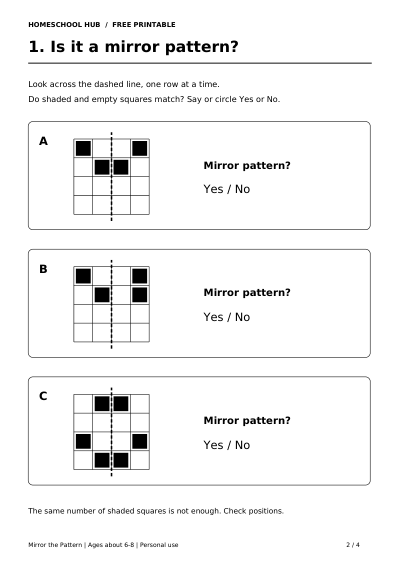 HOMESCHOOL HUB / FREE PRINTABLE
1. Is it a mirror pattern?
Look across the dashed line, one row at a time.
Do shaded and empty squares match? Say or circle Yes or No.
A
Mirror pattern?
Yes / No
B
Mirror pattern?
Yes / No
C
Mirror pattern?
Yes / No
The same number of shaded squares is not enough. Check positions.
Mirror the Pattern | Ages about 6-8 | Personal use
2 / 4